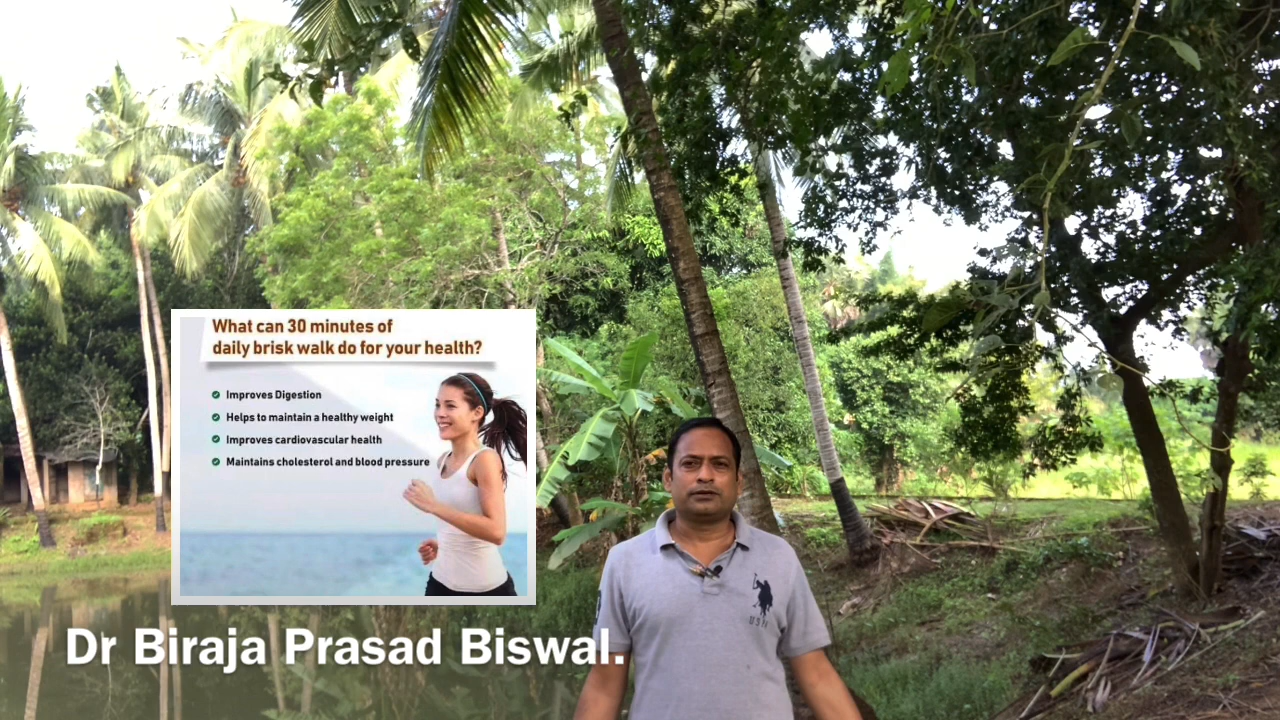 What can 30 minutes of
daily brisk walk do for your health?
Improves Digestion
Helps to maintain a healthy weight
Improves cardiovascular health
Maintains cholesterol and blood pressure
Dr Biraja Prasad Biswal.